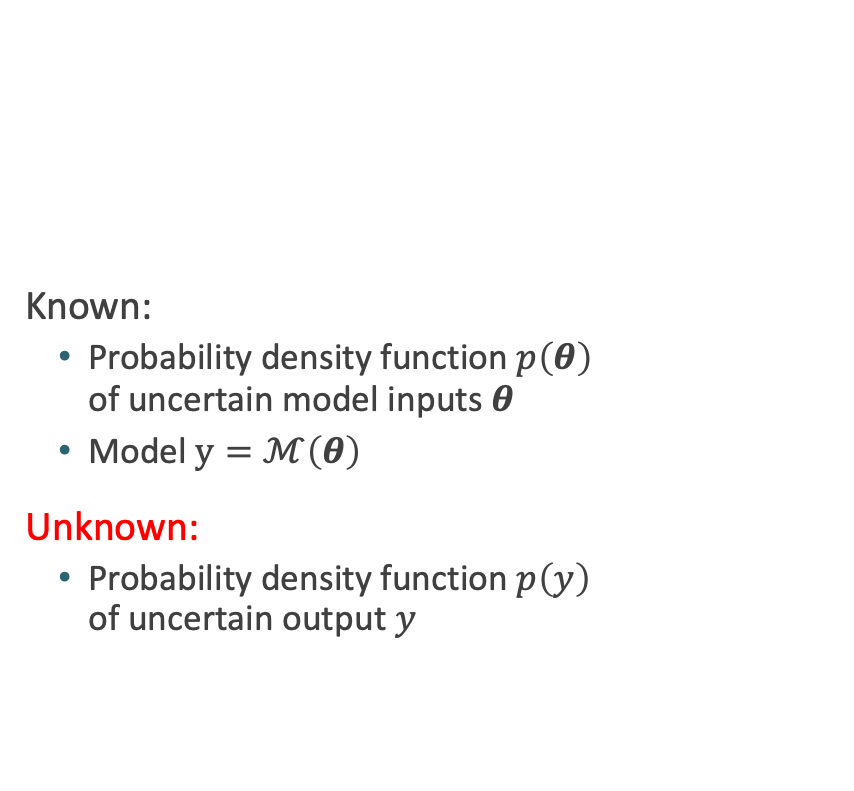 Known:
• Probability density function p(𝜽)
of uncertain model inputs 𝜽
• Model y = ℳ(𝜽)
Unknown:
• Probability density function p(y)
of uncertain output y